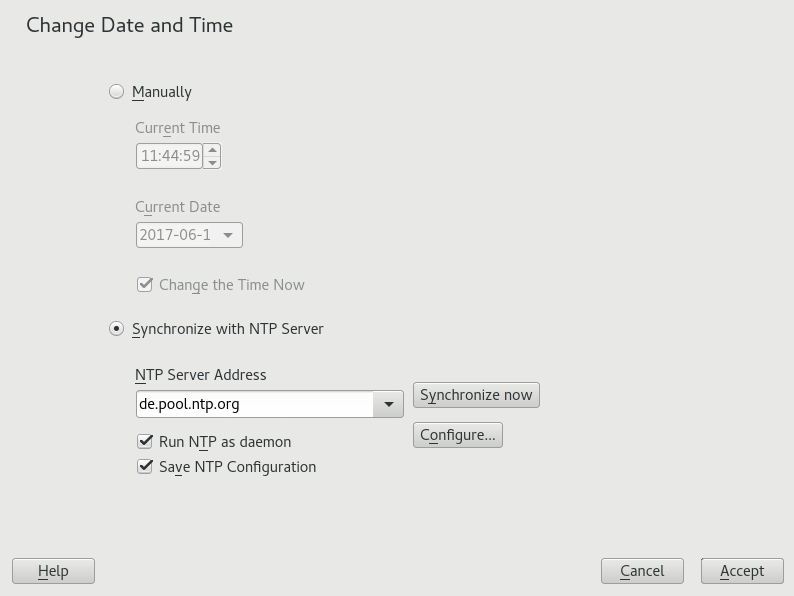 Change Date and Time
Manually
Current Time
11:44:59
Current Date
2017-06-1
Change the Time Now
Synchronize with NTP Server
NTP Server Address
de.pool.ntp.org
Synchronize now
Run NTP as daemon
Configure...
Save NTP Configuration
Help
Cancel
Accept